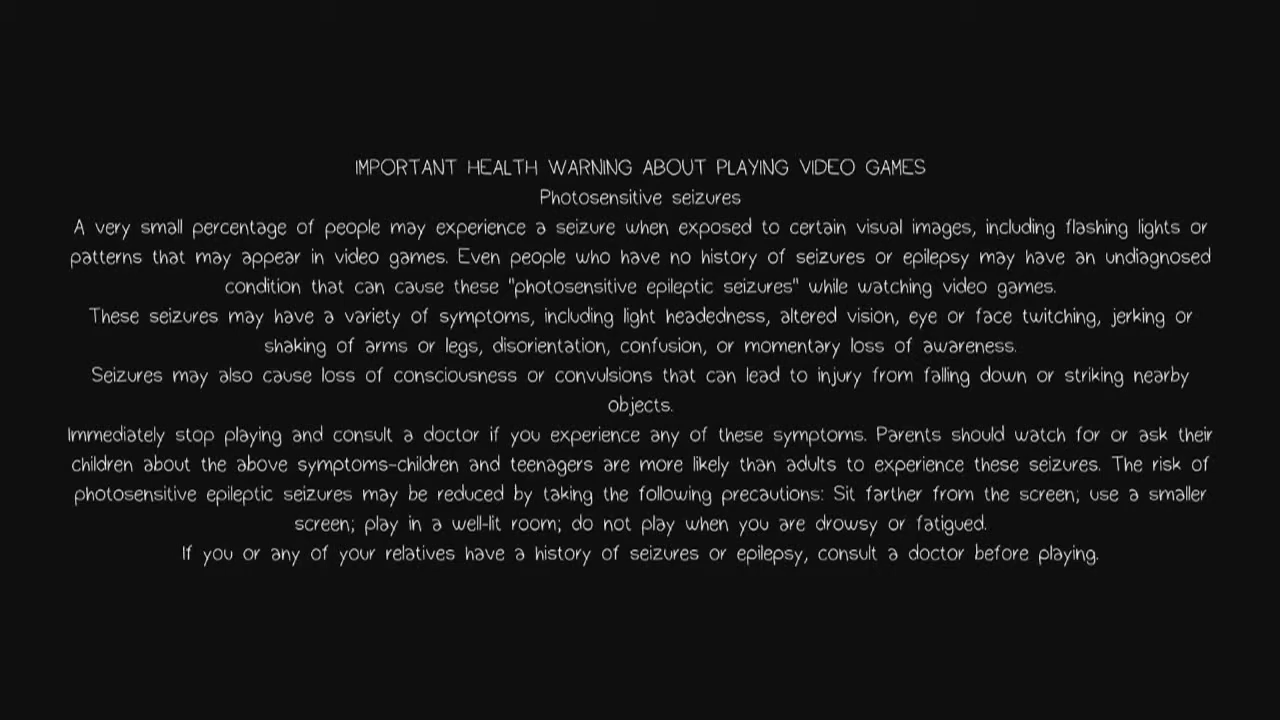 IMPORTANT HEALTH WARNING ABOUT PLAYING VIDEO GAMES
Photosensitive seizures
A very small percentage of people may experience a seizure when exposed to certain visual images, including flashing lights or
patterns that may appear in video games. Even people who have no history of seizures or epilepsy may have an undiagnosed
condition that can cause these "photosensitive epileptic seizures" while watching video games.
These seizures may have a variety of symptoms, including light headedness, altered vision, eye or face twitching, jerking or
shaking of arms or legs, disorientation, confusion, or momentary loss of awareness.
Seizures may also cause loss of consciousness or convulsions that can lead to injury from falling down or striking nearby
objects.
Immediately stop playing and consult a doctor if you experience any of these symptoms. Parents should watch for or ask their
children about the above symptoms-children and teenagers are more likely than adults to experience these seizures. The risk of
photosensitive epileptic seizures may be reduced by taking the following precautions: Sit farther from the screen; use a smaller
screen; play in a well-lit room; do not play when you are drowsy or fatigued.
If you or any of your relatives have a history of seizures or epilepsy, consult a doctor before playing.